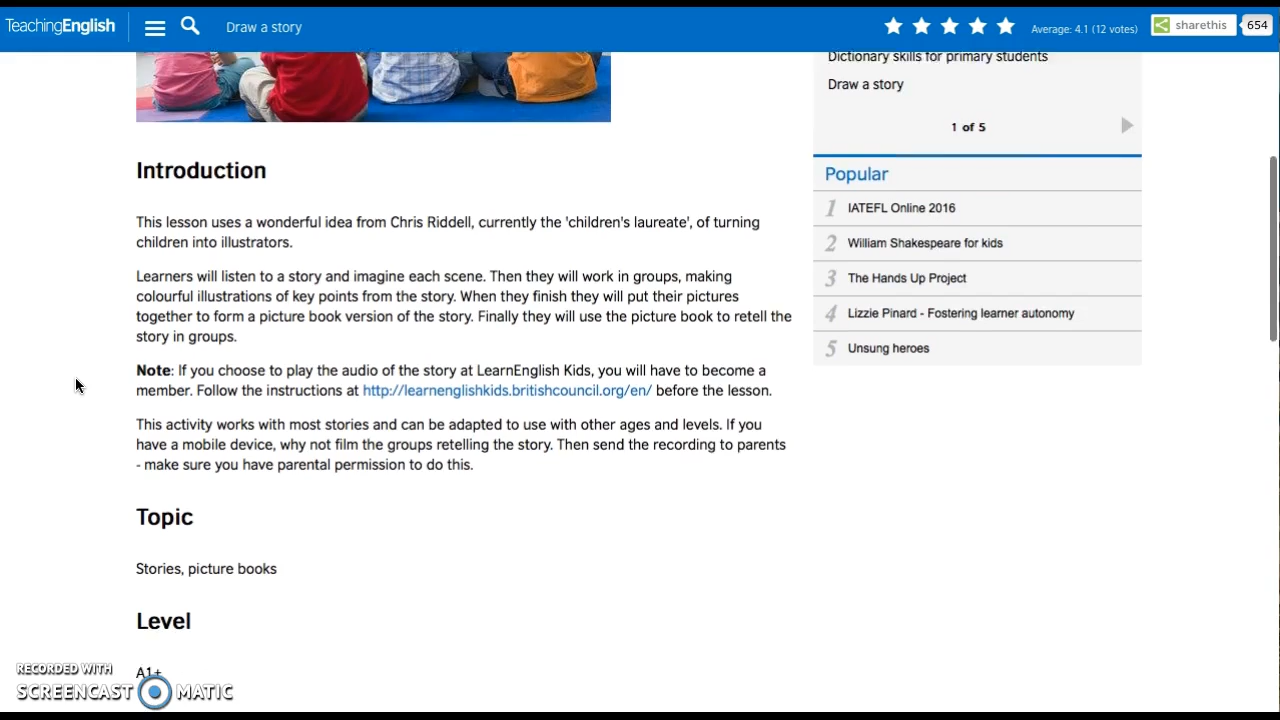 TeachingEnglish
Draw a story
Average: 4.1 (12 votes)
sharethis
654
Dictionary skills for primary students
Draw a story
1 of 5
Popular
1 IATEFL Online 2016
2 William Shakespeare for kids
3 The Hands Up Project
4 Lizzie Pinard - Fostering learner autonomy
5 Unsung heroes
Introduction
This lesson uses a wonderful idea from Chris Riddell, currently the 'children's laureate', of turning
children into illustrators.
Learners will listen to a story and imagine each scene. Then they will work in groups, making
colourful illustrations of key points from the story. When they finish they will put their pictures
together to form a picture book version of the story. Finally they will use the picture book to retell the
story in groups.
Note: If you choose to play the audio of the story at LearnEnglish Kids, you will have to become a
member. Follow the instructions at http://learnenglishkids.britishcouncil.org/en/ before the lesson.
This activity works with most stories and can be adapted to use with other ages and levels. If you
have a mobile device, why not film the groups retelling the story. Then send the recording to parents
- make sure you have parental permission to do this.
Topic
Stories, picture books
Level
A1+
RECORDED WITH
SCREENCAST MATIC